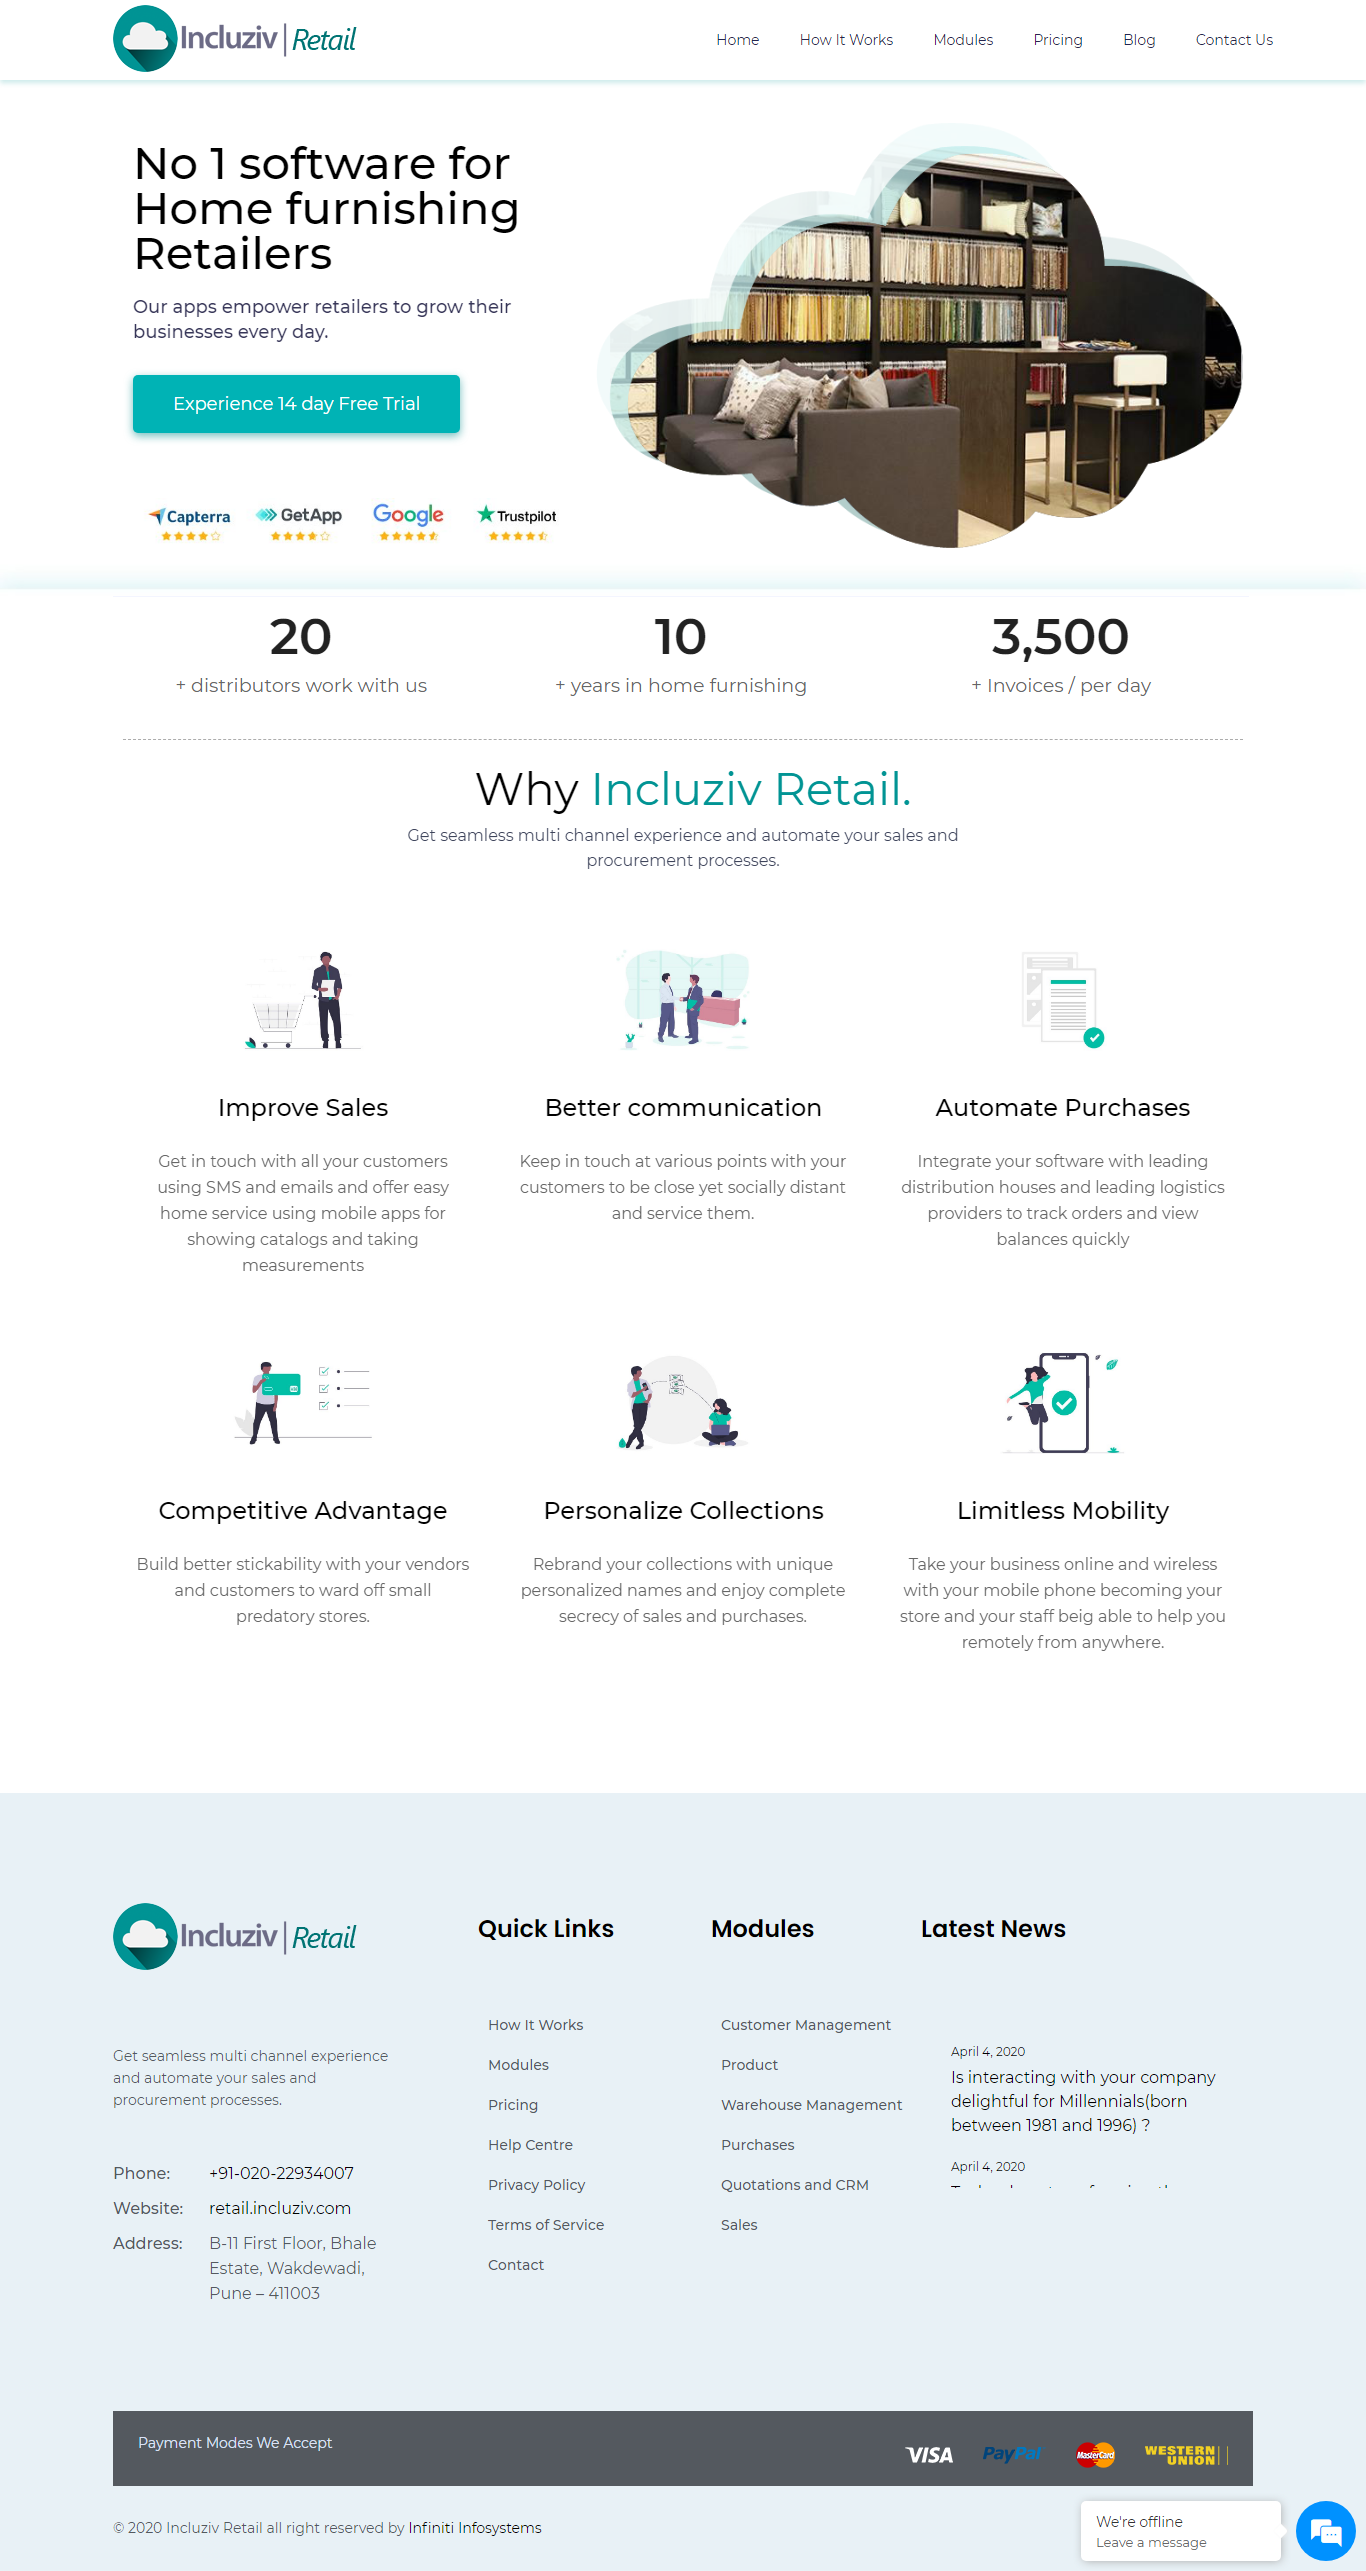 Incluziv | Retail
Home How It Works Modules Pricing Blog Contact Us
No 1 software for
Home furnishing
Retailers
Our apps empower retailers to grow their
businesses every day.
Experience 14 day Free Trial
Capterra GetApp Google Trustpilot
20
+ distributors work with us
10
+ years in home furnishing
3,500
+ Invoices / per day
Why Incluziv Retail.
Get seamless multi channel experience and automate your sales and
procurement processes.
Improve Sales
Get in touch with all your customers
using SMS and emails and offer easy
home service using mobile apps for
showing catalogs and taking
measurements
Better communication
Keep in touch at various points with your
customers to be close yet socially distant
and service them.
Automate Purchases
Integrate your software with leading
distribution houses and leading logistics
providers to track orders and view
balances quickly
Competitive Advantage
Build better stickability with your vendors
and customers to ward off small
predatory stores.
Personalize Collections
Rebrand your collections with unique
personalized names and enjoy complete
secrecy of sales and purchases.
Limitless Mobility
Take your business online and wireless
with your mobile phone becoming your
store and your staff beig able to help you
remotely from anywhere.
Incluziv | Retail
Get seamless multi channel experience
and automate your sales and
procurement processes.
Phone: +91-020-22934007
Website: retail.incluziv.com
Address: B-11 First Floor, Bhale
Estate, Wakdewadi,
Pune – 411003
Quick Links
How It Works
Modules
Pricing
Help Centre
Privacy Policy
Terms of Service
Contact
Modules
Customer Management
Product
Warehouse Management
Purchases
Quotations and CRM
Sales
Latest News
April 4, 2020
Is interacting with your company
delightful for Millennials(born
between 1981 and 1996) ?
April 4, 2020
Payment Modes We Accept
VISA PayPal MasterCard WESTERN
UNION
© 2020 Incluziv Retail all right reserved by Infiniti Infosystems
We're offline
Leave a message